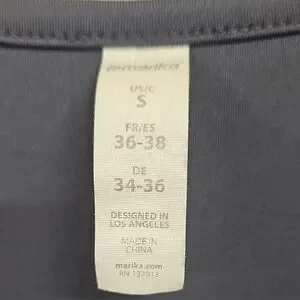 marika
US/C
S
FR/ES
36-38
DE
34-36
DESIGNED IN
LOS ANGELES
MADE IN
CHINA
marika.com
RN 137013